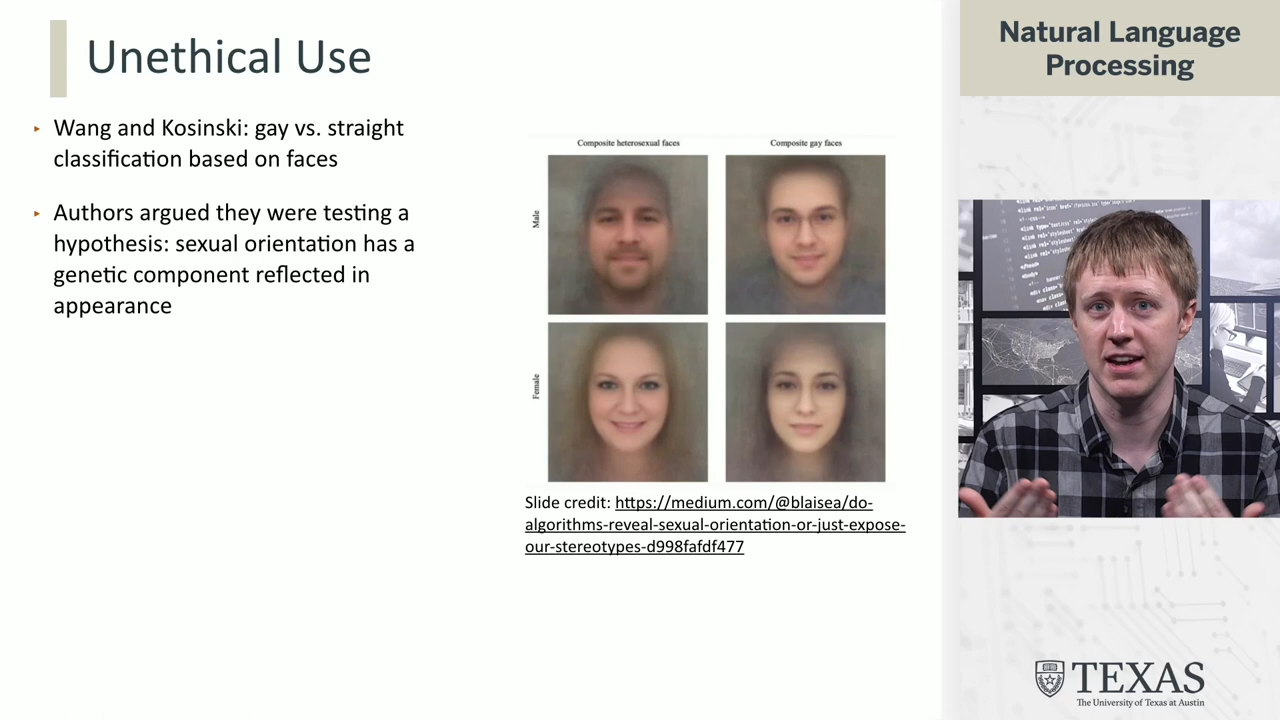 Unethical Use
‣ Wang and Kosinski: gay vs. straight
classification based on faces
‣ Authors argued they were testing a
hypothesis: sexual orientation has a
genetic component reflected in
appearance
Composite heterosexual faces
Composite gay faces
Male
Female
Slide credit: https://medium.com/@blaisea/do-
algorithms-reveal-sexual-orientation-or-just-expose-
our-stereotypes-d998fafdf477
Natural Language
Processing
TEXAS
The University of Texas at Austin